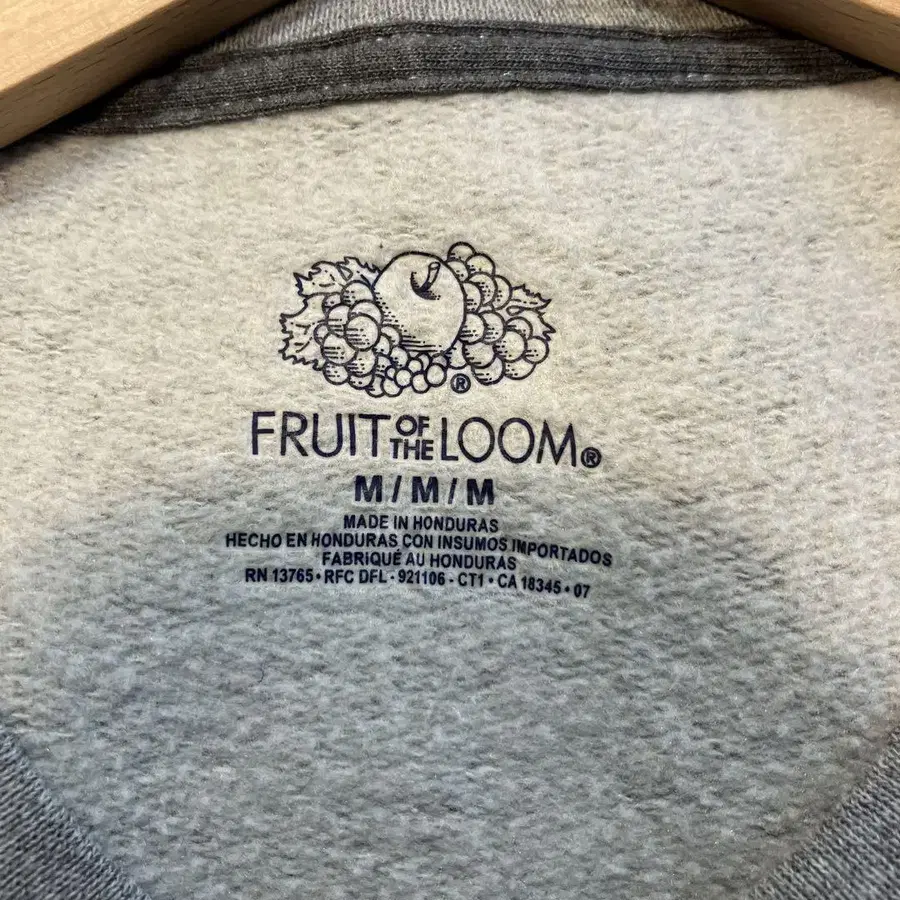 ®
FRUIT OF THE LOOM®
M / M / M
MADE IN HONDURAS
HECHO EN HONDURAS CON INSUMOS IMPORTADOS
FABRIQUÉ AU HONDURAS
RN 13765 • RFC DFL - 921106 - CT1 • CA 18345 • 07